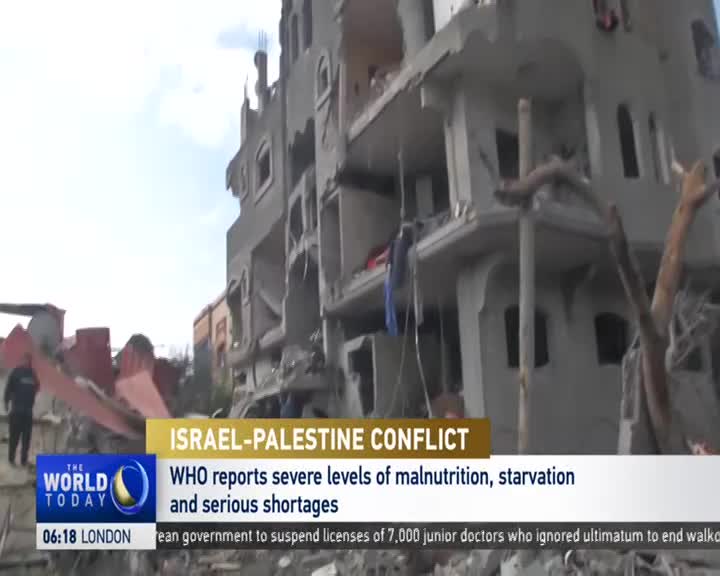 ISRAEL-PALESTINE CONFLICT
THE
WORLD
TODAY
WHO reports severe levels of malnutrition, starvation
and serious shortages
06:18 LONDON
rean government to suspend licenses of 7,000 junior doctors who ignored ultimatum to end walko